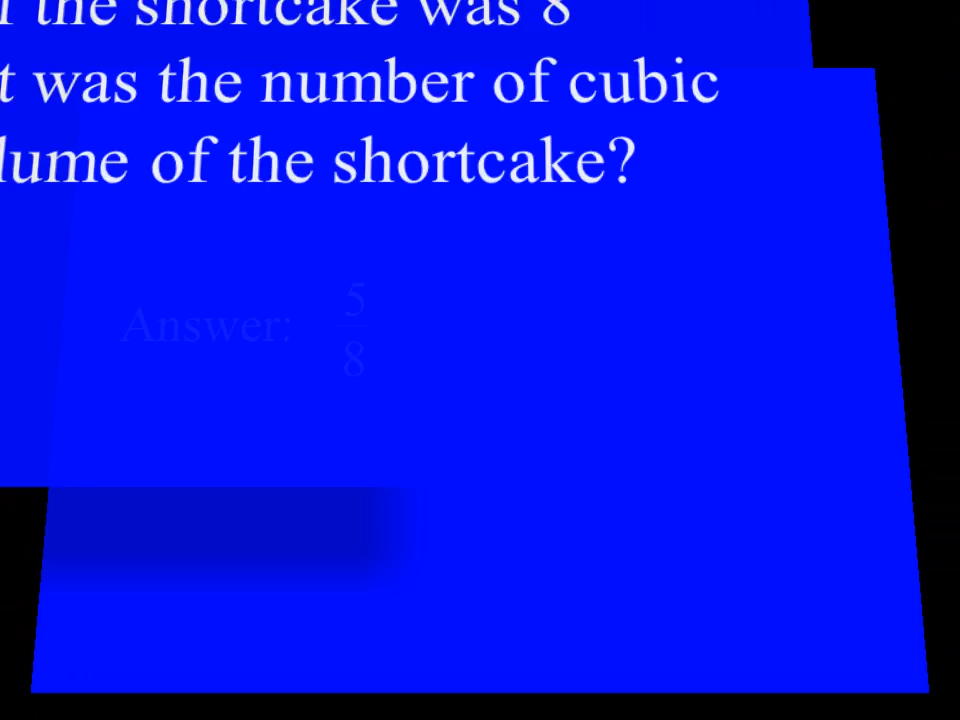 f the shortcake was 8
t was the number of cubic
lume of the shortcake?
Answer: 5/8